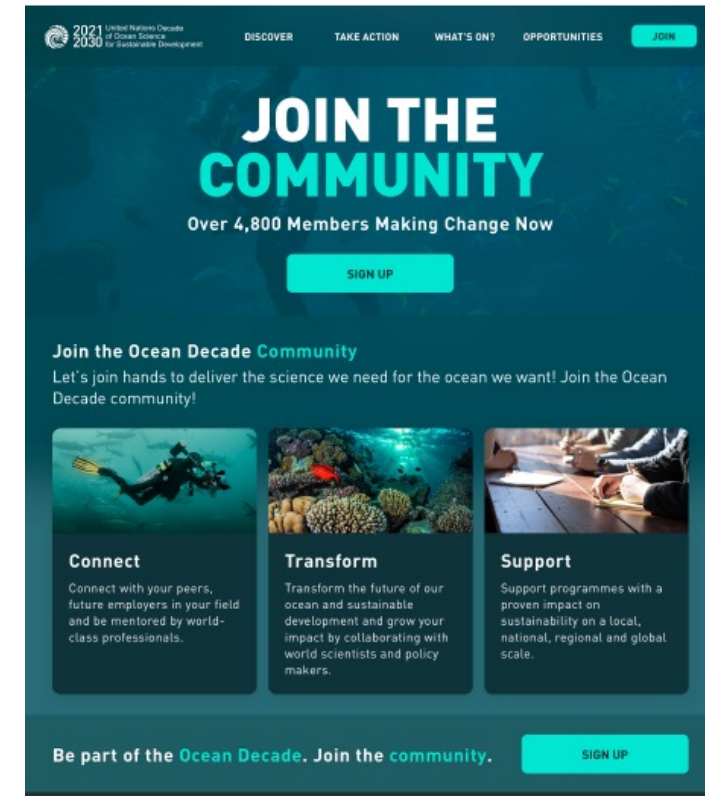 2021 United Nations Decade
2030 of Ocean Science
for Sustainable Development
DISCOVER
TAKE ACTION
WHAT'S ON?
OPPORTUNITIES
JOIN
JOIN THE
COMMUNITY
Over 4,800 Members Making Change Now
SIGN UP
Join the Ocean Decade Community
Let's join hands to deliver the science we need for the ocean we want! Join the Ocean
Decade community!
Connect
Connect with your peers,
future employers in your field
and be mentored by world-
class professionals.
Transform
Transform the future of our
ocean and sustainable
development and grow your
impact by collaborating with
world scientists and policy
makers.
Support
Support programmes with a
proven impact on
sustainability on a local,
national, regional and global
scale.
Be part of the Ocean Decade. Join the community.
SIGN UP